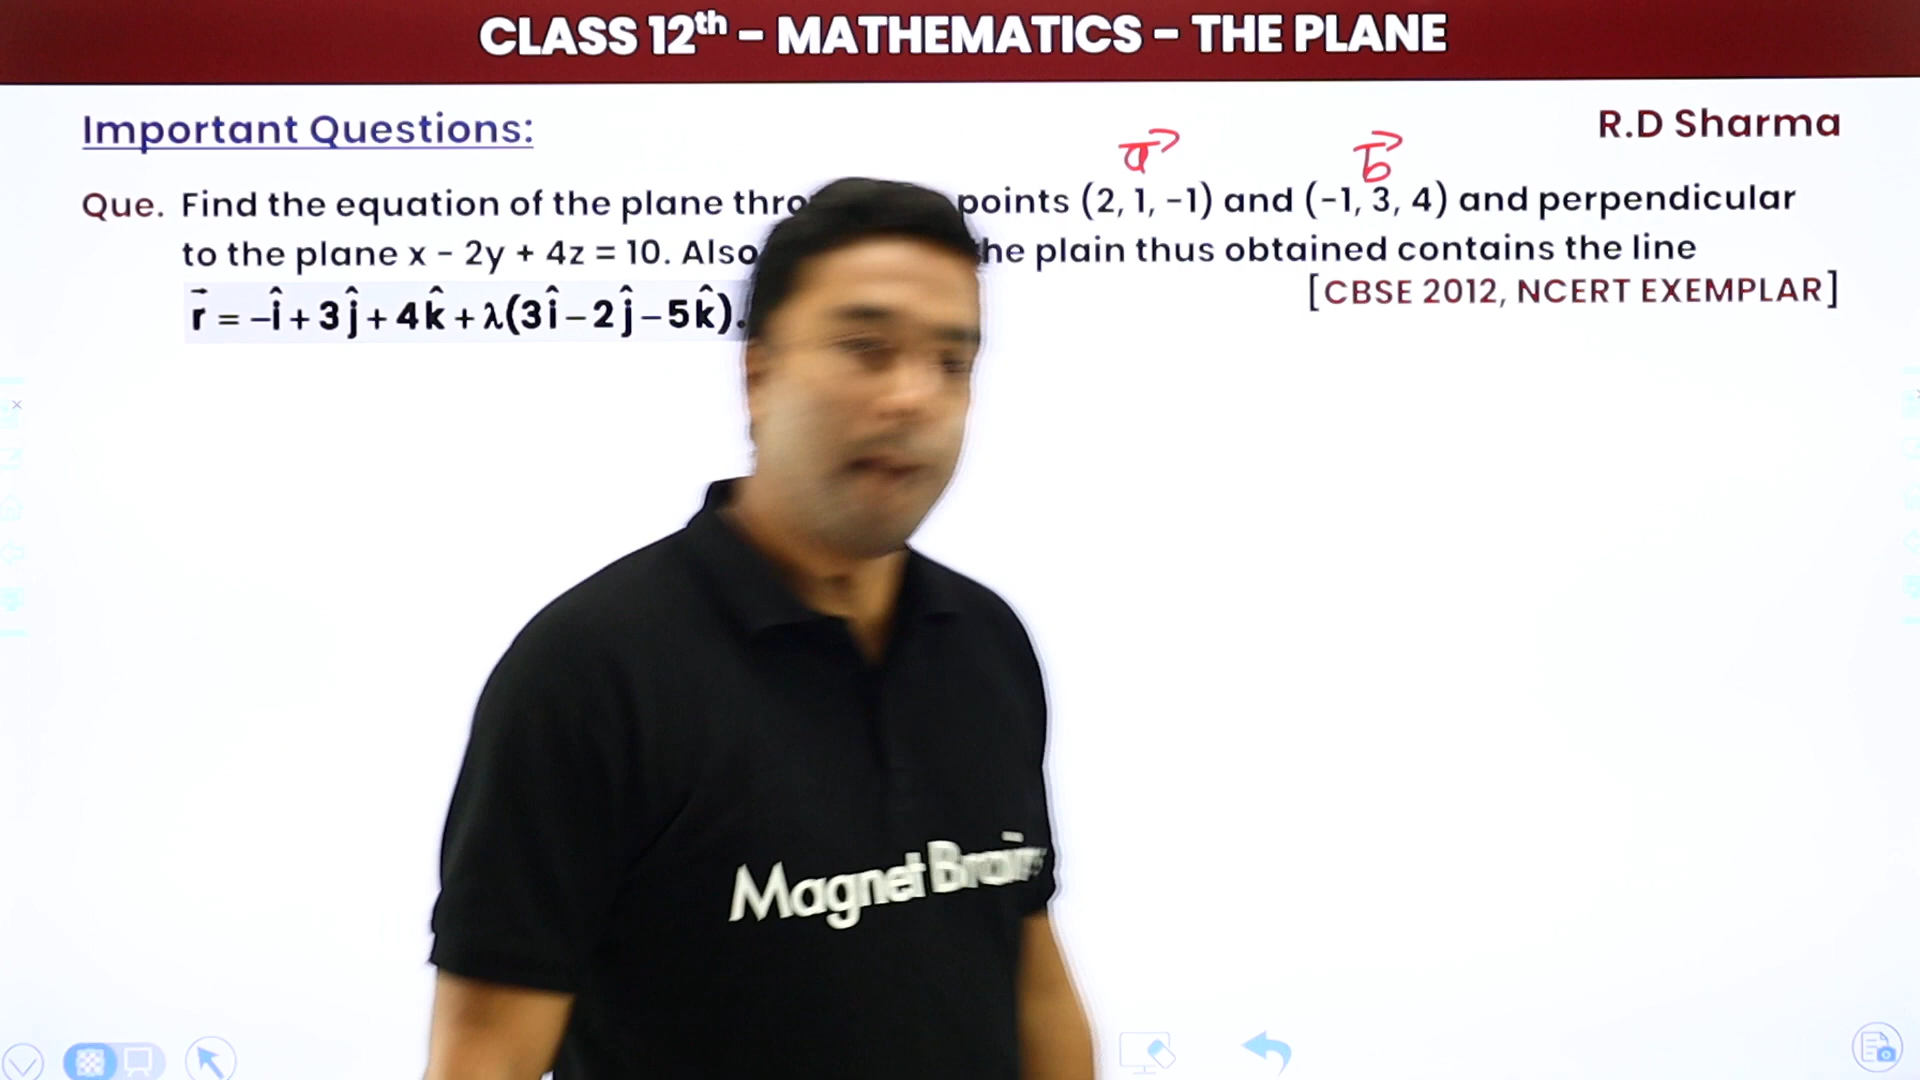 CLASS 12th - MATHEMATICS - THE PLANE
Important Questions:
R.D Sharma
a⃗ b⃗
Que. Find the equation of the plane thro points (2, 1, -1) and (-1, 3, 4) and perpendicular
to the plane x - 2y + 4z = 10. Also he plain thus obtained contains the line
[CBSE 2012, NCERT EXEMPLAR]
r⃗ = -î + 3ĵ + 4k̂ + λ(3î - 2ĵ - 5k̂).
Magnet Brains